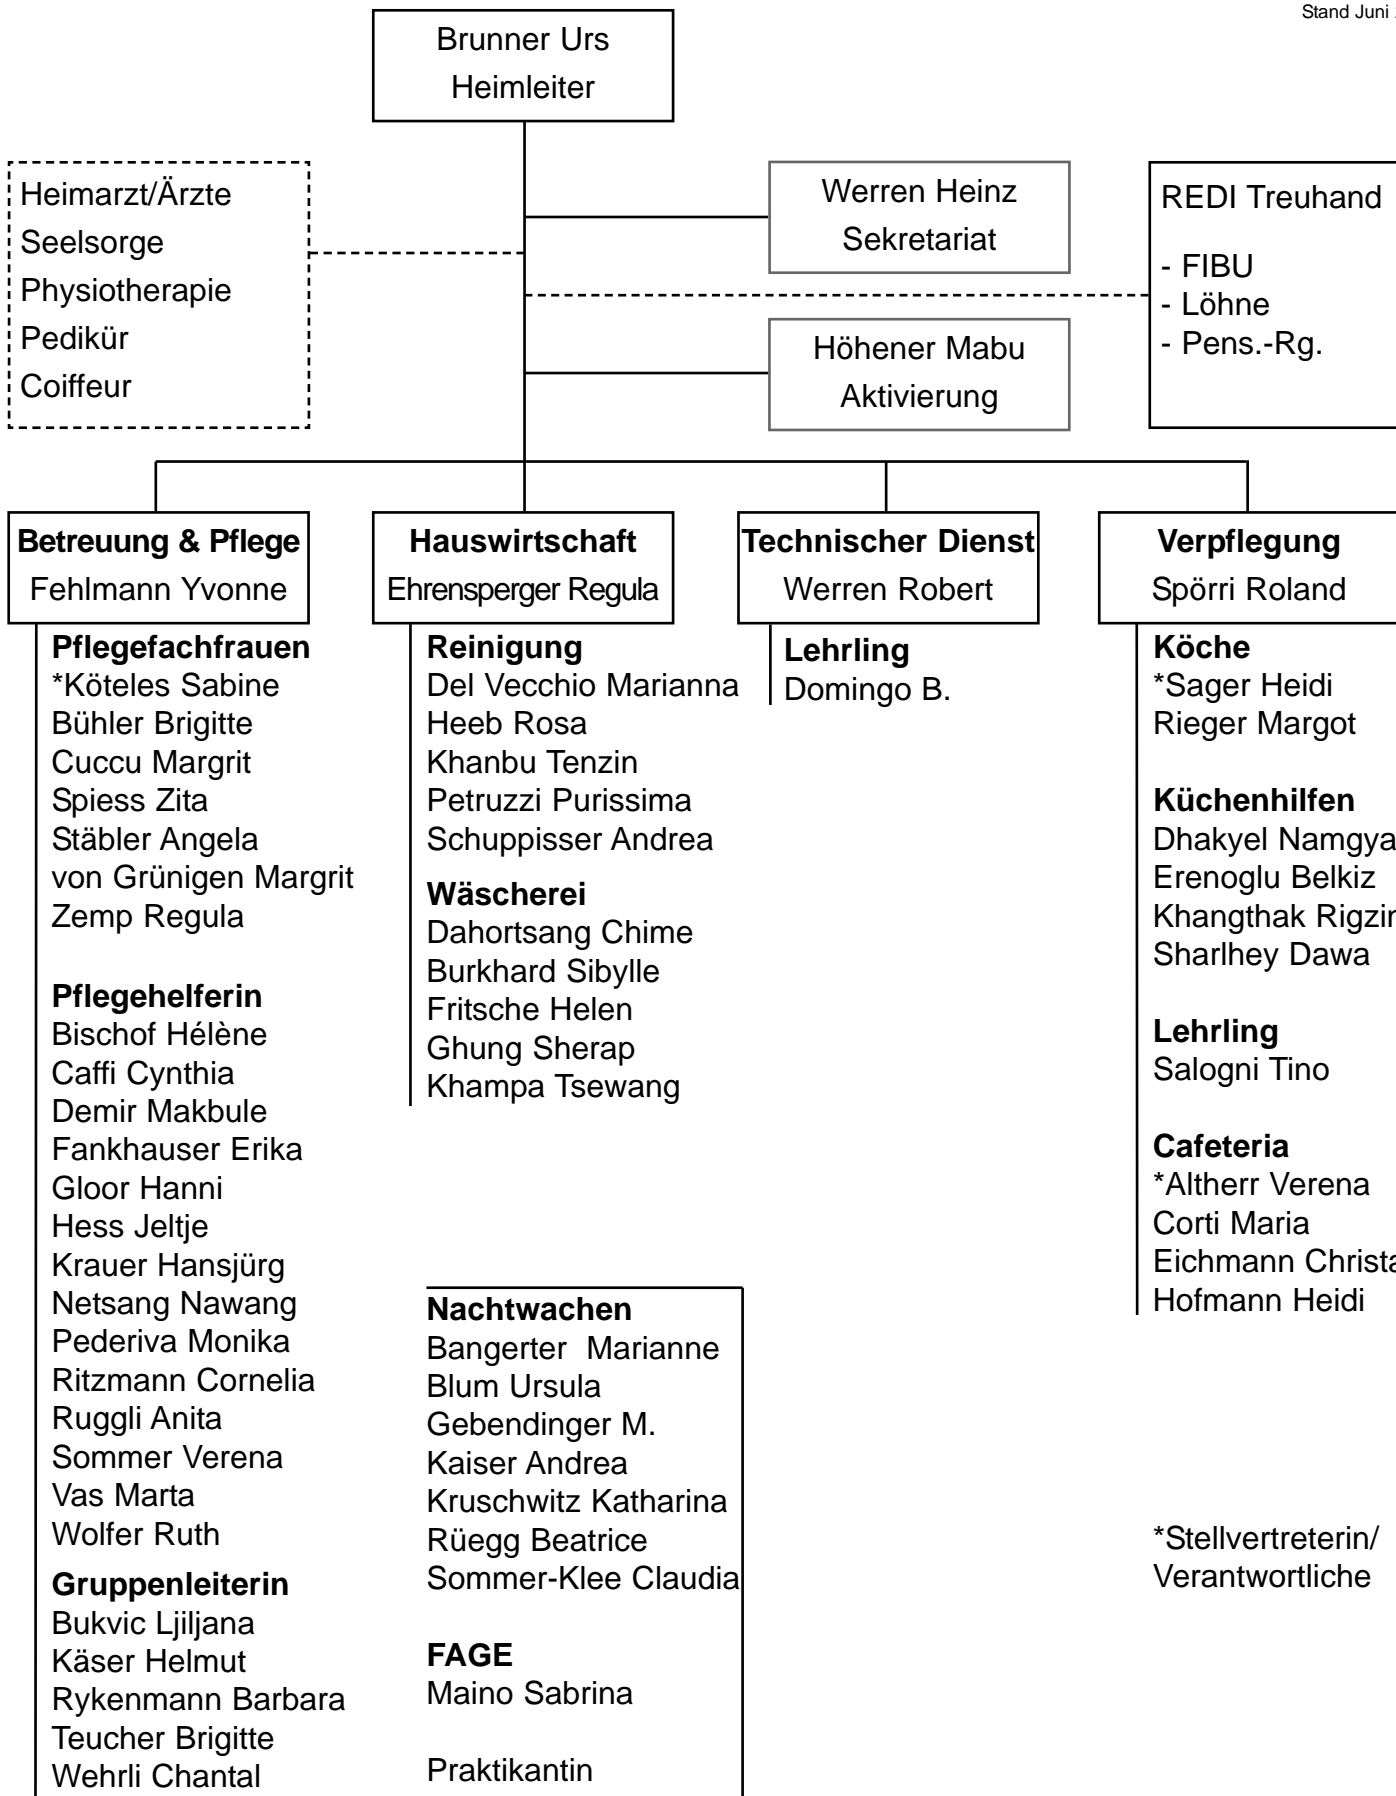 Stand Juni
Brunner Urs
Heimleiter
Heimarzt/Ärzte
Seelsorge
Physiotherapie
Pedikür
Coiffeur
Werren Heinz
Sekretariat
Höhener Mabu
Aktivierung
REDI Treuhand
- FIBU
- Löhne
- Pens.-Rg.
Betreuung & Pflege
Fehlmann Yvonne
Pflegefachfrauen
*Köteles Sabine
Bühler Brigitte
Cuccu Margrit
Spiess Zita
Stäbler Angela
von Grünigen Margrit
Zemp Regula
Pflegehelferin
Bischof Hélène
Caffi Cynthia
Demir Makbule
Fankhauser Erika
Gloor Hanni
Hess Jeltje
Krauer Hansjürg
Netsang Nawang
Pederiva Monika
Ritzmann Cornelia
Ruggli Anita
Sommer Verena
Vas Marta
Wolfer Ruth
Gruppenleiterin
Bukvic Ljiljana
Käser Helmut
Rykenmann Barbara
Teucher Brigitte
Wehrli Chantal
Hauswirtschaft
Ehrensperger Regula
Reinigung
Del Vecchio Marianna
Heeb Rosa
Khanbu Tenzin
Petruzzi Purissima
Schuppisser Andrea
Wäscherei
Dahortsang Chime
Burkhard Sibylle
Fritsche Helen
Ghung Sherap
Khampa Tsewang
Nachtwachen
Bangerter Marianne
Blum Ursula
Gebendinger M.
Kaiser Andrea
Kruschwitz Katharina
Rüegg Beatrice
Sommer-Klee Claudia
FAGE
Maino Sabrina
Praktikantin
Technischer Dienst
Werren Robert
Lehrling
Domingo B.
Verpflegung
Spörri Roland
Köche
*Sager Heidi
Rieger Margot
Küchenhilfen
Dhakyel Namgya
Erenoglu Belkiz
Khangthak
Sharlhey Dawa
Lehrling
Salogni Tino
Cafeteria
*Altherr Verena
Corti Maria
Eichmann Christa
Hofmann Heidi
*Stellvertreterin/
Verantwortliche